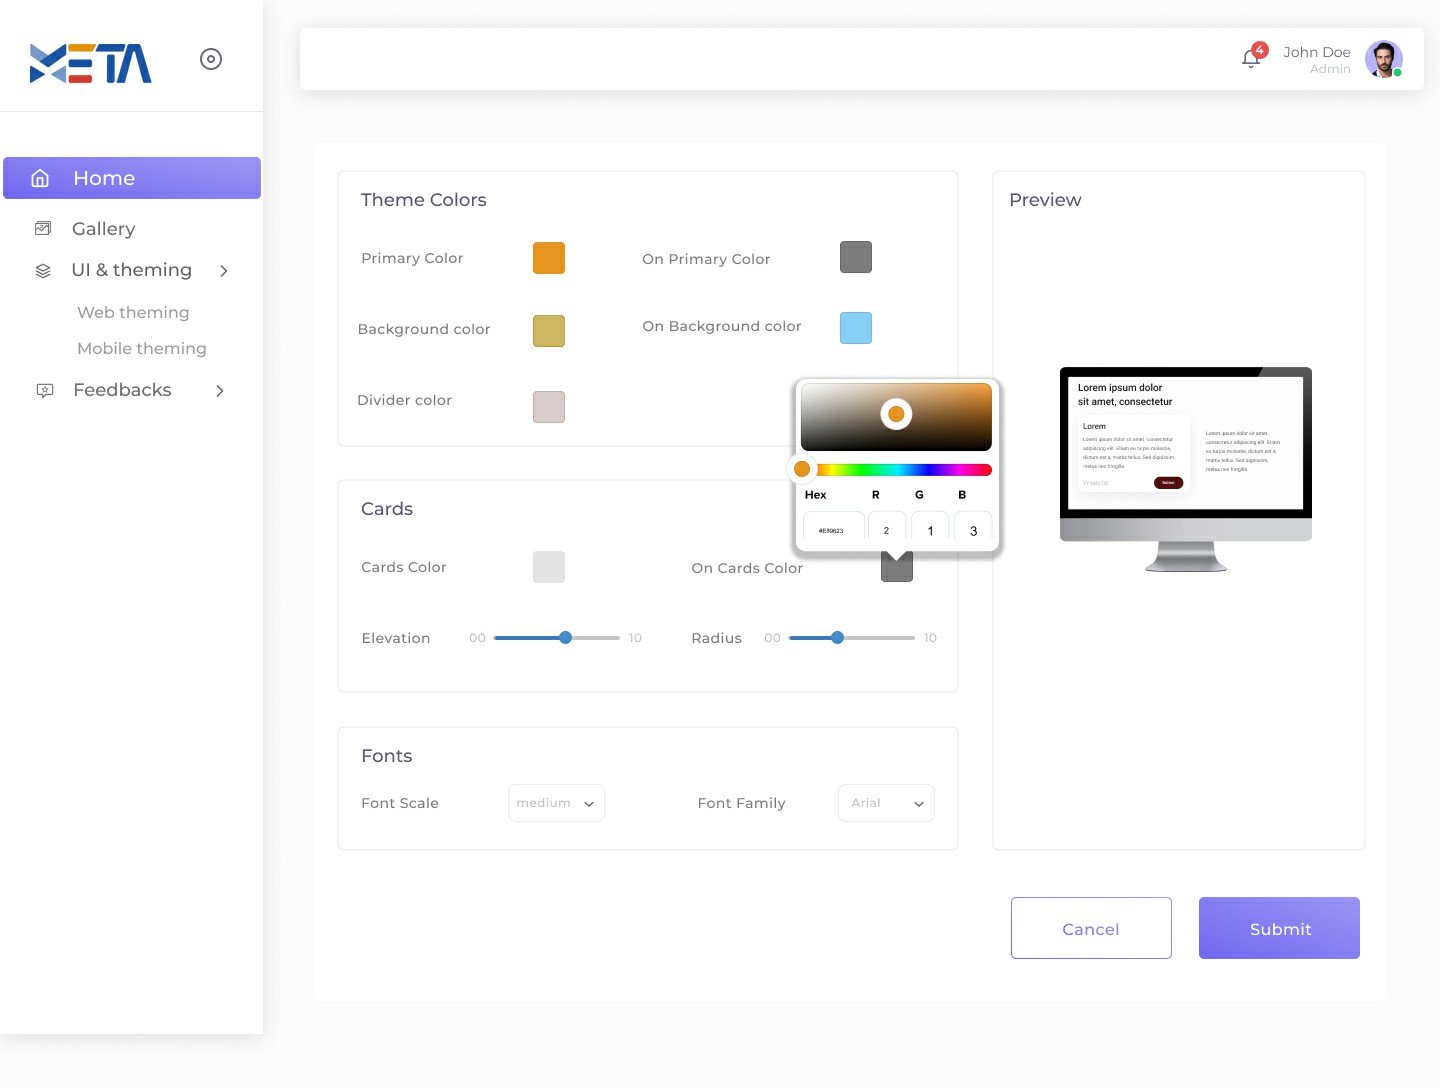 META
4
John Doe
Admin
Home
Gallery
UI & theming
Web theming
Mobile theming
Feedbacks
Theme Colors
Primary Color
On Primary Color
Background color
On Background color
Divider color
Hex R G B
#E89623 2 1 3
Cards
Cards Color
On Cards Color
Elevation 00 10
Radius 00 10
Fonts
Font Scale medium
Font Family Arial
Preview
Lorem ipsum dolor
sit amet, consectetur
Lorem
Lorem ipsum dolor sit amet, consectetur
adipiscing elit. Etiam eu turpis molestie,
dictum est a, mattis tellus. Sed dignissim,
metus nec fringilla
YY/MM/DD
Button
Lorem ipsum dolor sit amet,
consectetur adipiscing elit. Etiam
eu turpis molestie, dictum est a,
mattis tellus. Sed dignissim,
metus nec fringilla
Cancel
Submit